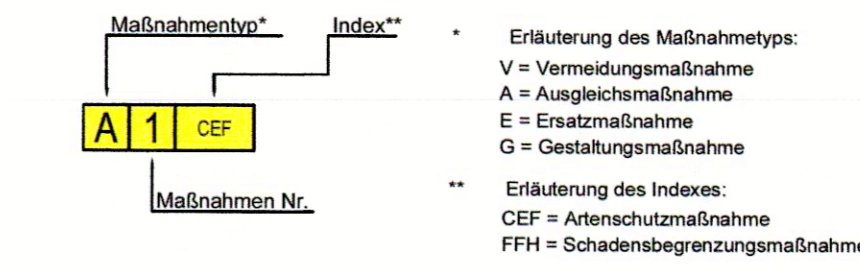 Maßnahmentyp*
Index**
A 1 CEF
Maßnahmen Nr.
* Erläuterung des Maßnahmetyps:
V = Vermeidungsmaßnahme
A = Ausgleichsmaßnahme
E = Ersatzmaßnahme
G = Gestaltungsmaßnahme
** Erläuterung des Indexes:
CEF = Artenschutzmaßnahme
FFH = Schadensbegrenzungsmaßnahme